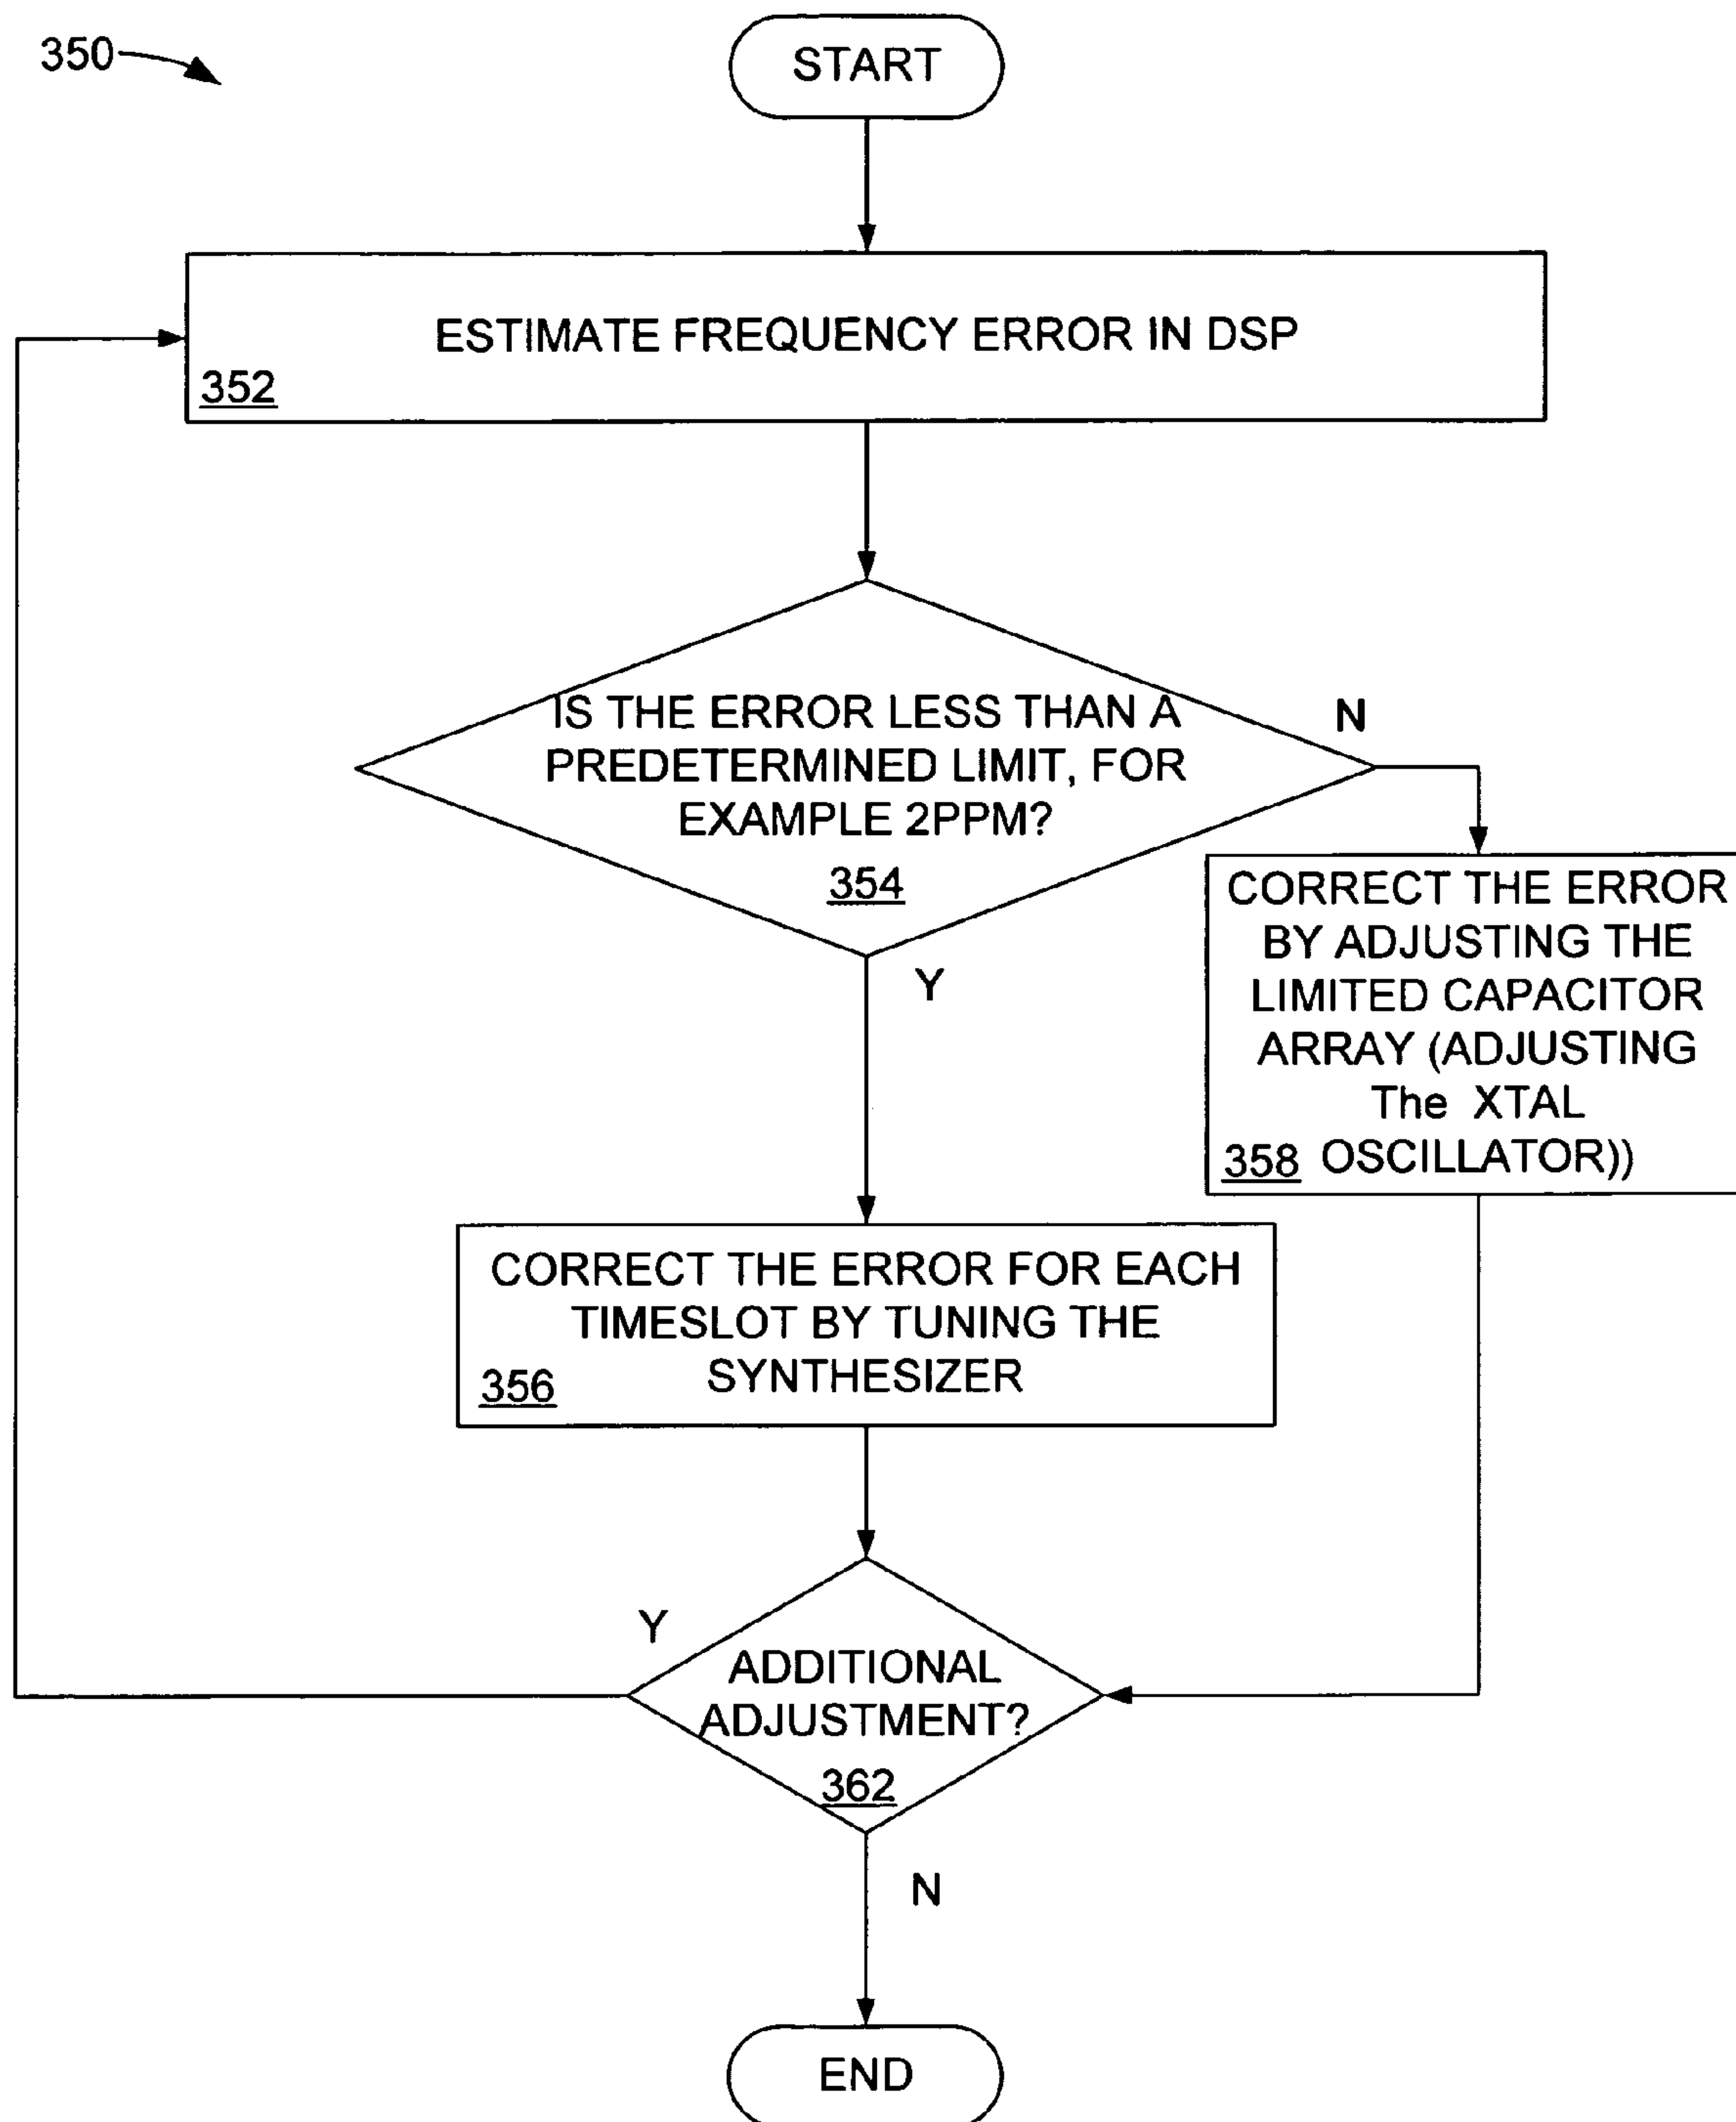 350
START
ESTIMATE FREQUENCY ERROR IN DSP
352
IS THE ERROR LESS THAN A
PREDETERMINED LIMIT, FOR
EXAMPLE 2PPM?
354
N
Y
CORRECT THE ERROR
BY ADJUSTING THE
LIMITED CAPACITOR
ARRAY (ADJUSTING
The XTAL
358 OSCILLATOR))
CORRECT THE ERROR FOR EACH
TIMESLOT BY TUNING THE
SYNTHESIZER
356
Y
ADDITIONAL
ADJUSTMENT?
362
N
END